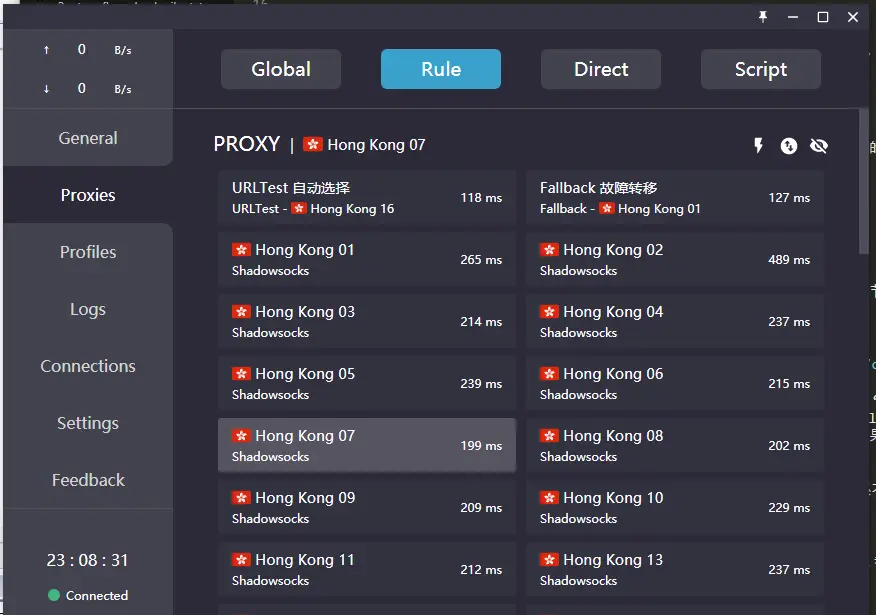 ↑ 0 B/s
↓ 0 B/s
Global
Rule
Direct
Script
General
Proxies
Profiles
Logs
Connections
Settings
Feedback
23 : 08 : 31
Connected
PROXY | 🇭🇰 Hong Kong 07
URLTest 自动选择
URLTest - 🇭🇰 Hong Kong 16
118 ms
Fallback 故障转移
Fallback - 🇭🇰 Hong Kong 01
127 ms
🇭🇰 Hong Kong 01
Shadowsocks
265 ms
🇭🇰 Hong Kong 02
Shadowsocks
489 ms
🇭🇰 Hong Kong 03
Shadowsocks
214 ms
🇭🇰 Hong Kong 04
Shadowsocks
237 ms
🇭🇰 Hong Kong 05
Shadowsocks
239 ms
🇭🇰 Hong Kong 06
Shadowsocks
215 ms
🇭🇰 Hong Kong 07
Shadowsocks
199 ms
🇭🇰 Hong Kong 08
Shadowsocks
202 ms
🇭🇰 Hong Kong 09
Shadowsocks
209 ms
🇭🇰 Hong Kong 10
Shadowsocks
229 ms
🇭🇰 Hong Kong 11
Shadowsocks
212 ms
🇭🇰 Hong Kong 13
Shadowsocks
237 ms